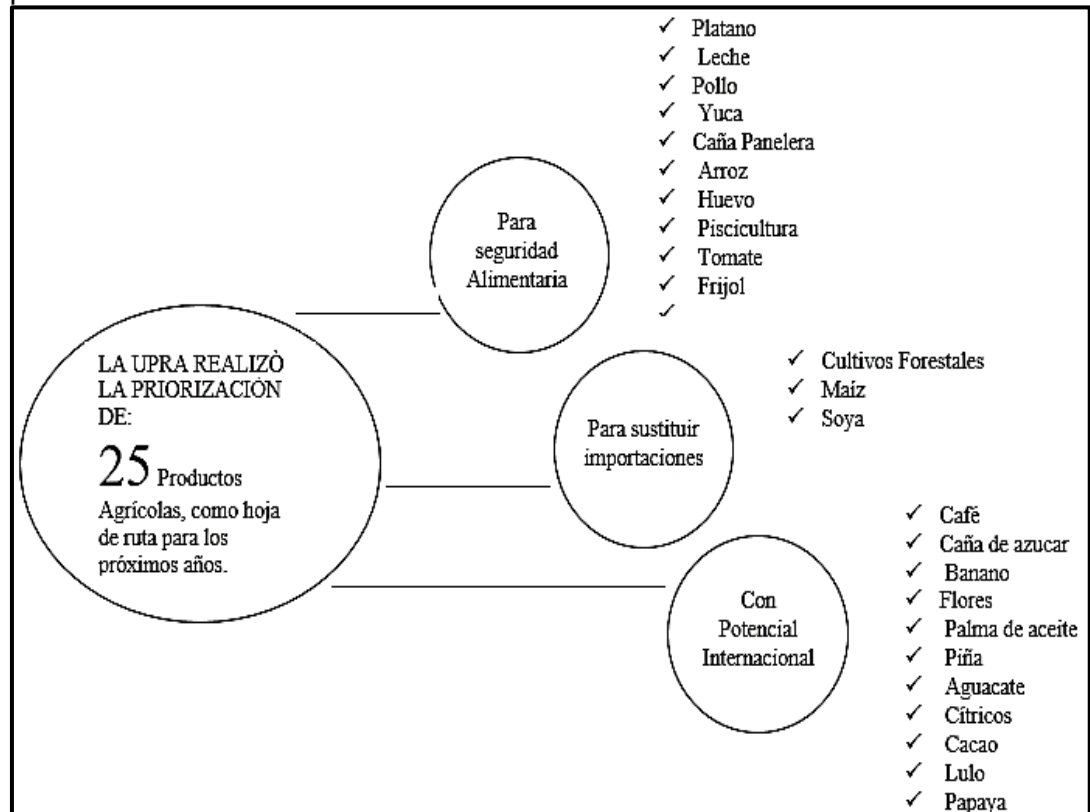 ✓ Platano
✓ Leche
✓ Pollo
✓ Yuca
✓ Caña Panelera
✓ Arroz
✓ Huevo
✓ Piscicultura
✓ Tomate
✓ Frijol
✓
Para
seguridad
Alimentaria
LA UPRA REALIZÒ
LA PRIORIZACIÓN
DE:
25 Productos
Agrícolas, como hoja
de ruta para los
próximos años.
✓ Cultivos Forestales
✓ Maíz
✓ Soya
Para sustituir
importaciones
✓ Café
✓ Caña de azucar
✓ Banano
✓ Flores
✓ Palma de aceite
✓ Piña
✓ Aguacate
✓ Cítricos
✓ Cacao
✓ Lulo
✓ Papaya
Con
Potencial
Internacional